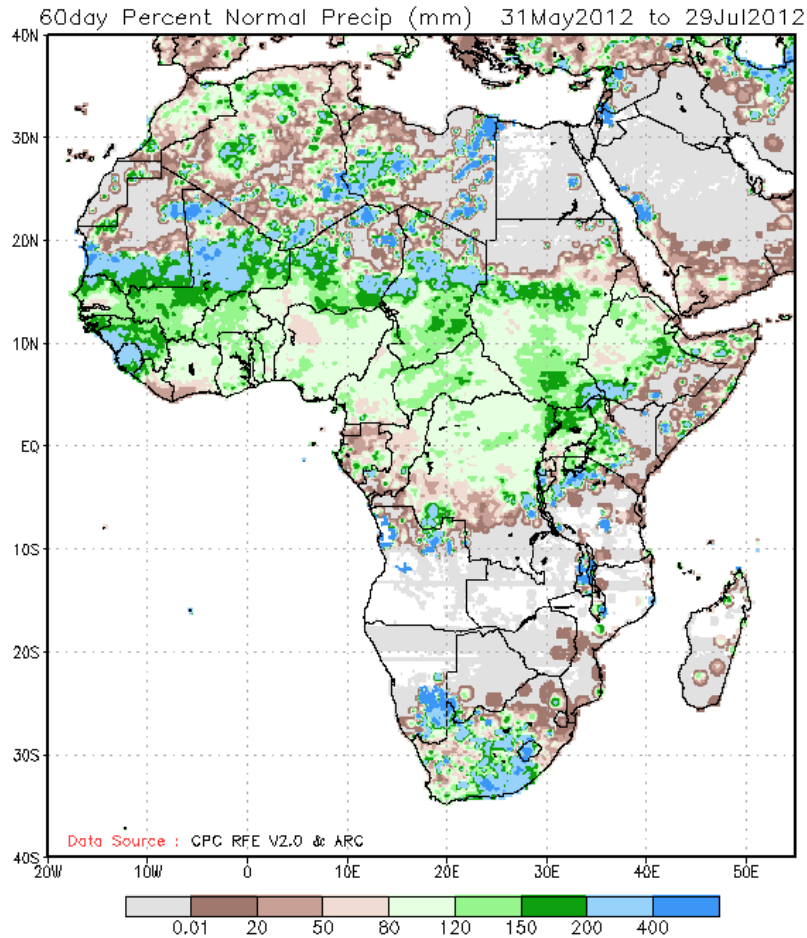 60day Percent Normal Precip (mm) 31May2012 to 29Jul2012
40N
30N
20N
10N
EQ
10S
20S
30S
40S
Data Source : CPC RFE V2.0 & ARC
20W 10W 0 10E 20E 30E 40E 50E
0.01 20 50 80 120 150 200 400